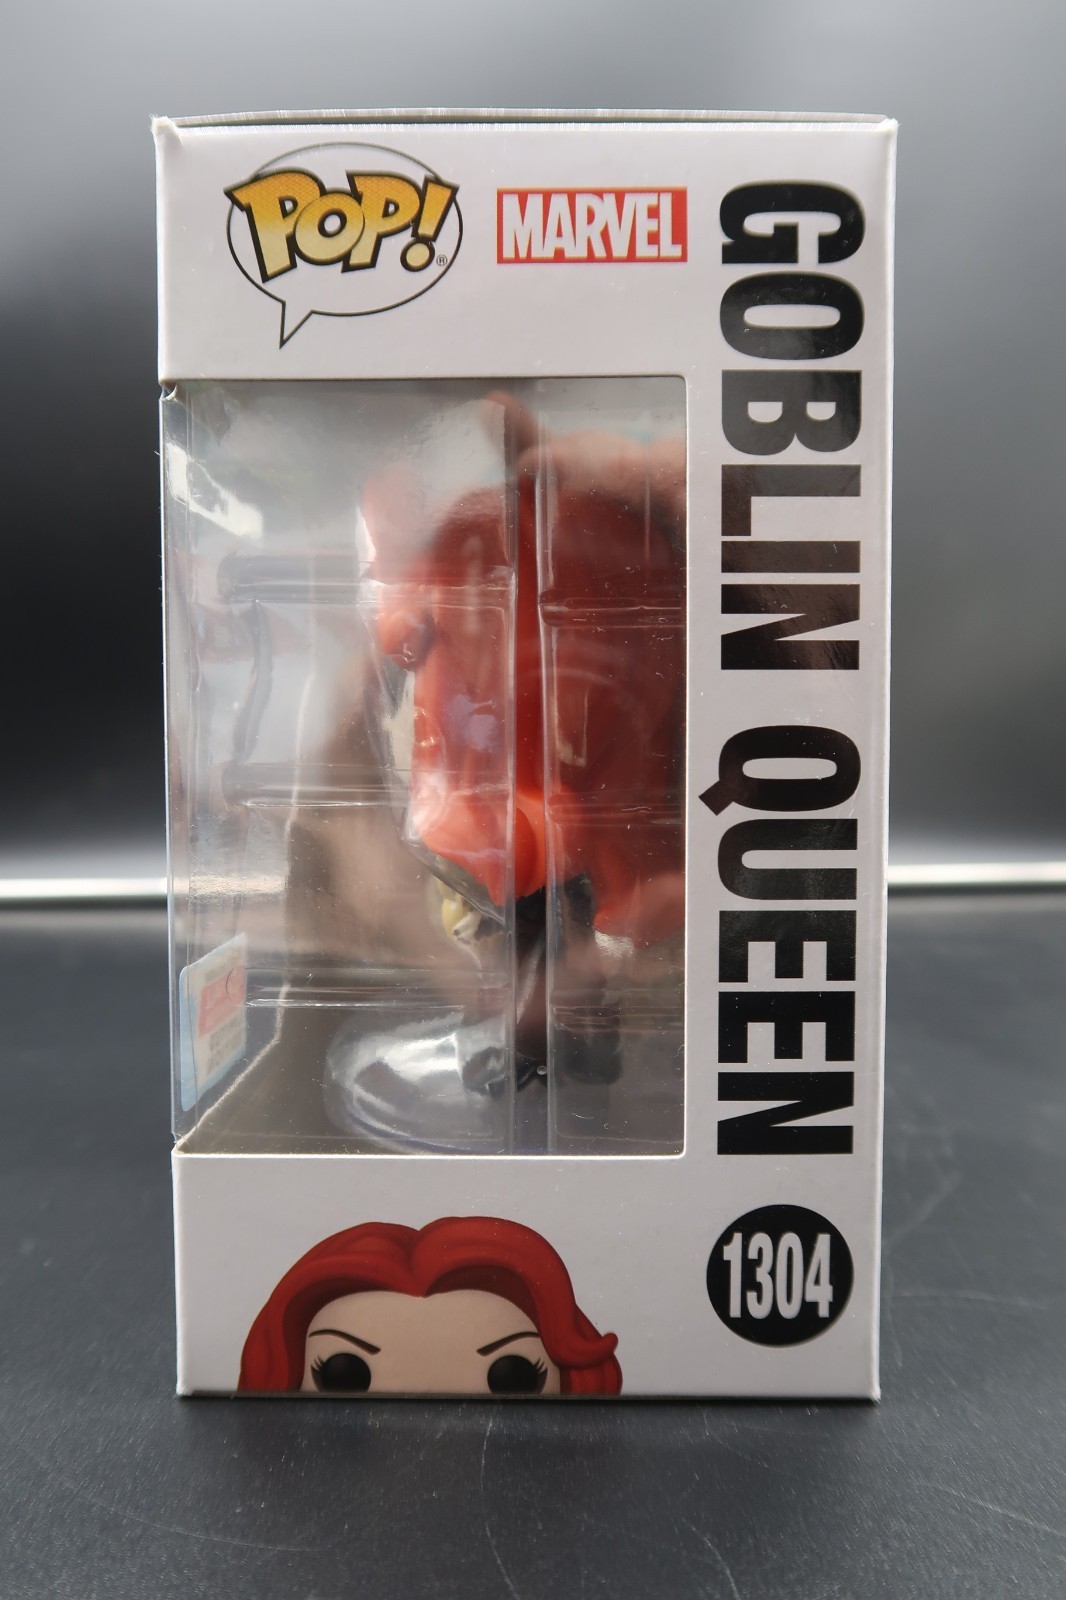 POP!®
MARVEL
GOBLIN QUEEN
1304